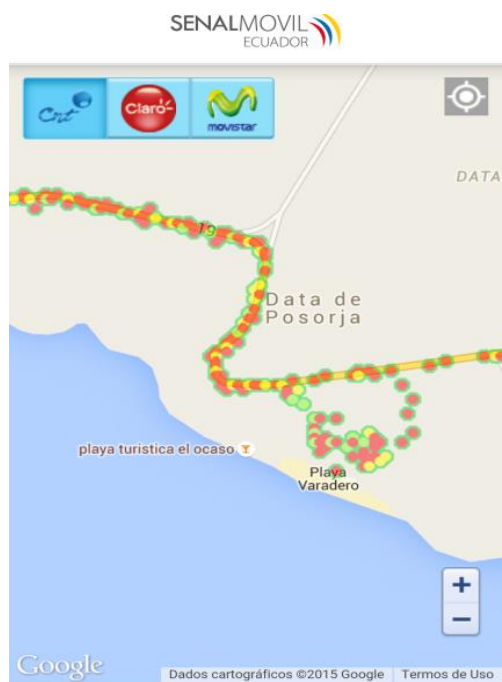 SENALMOVIL
ECUADOR
Cnt
Claro
movistar
DATA
19
Data de
Posorja
playa turistica el ocaso
Playa
Varadero
+
−
Google
Dados cartográficos ©2015 Google
Termos de Uso